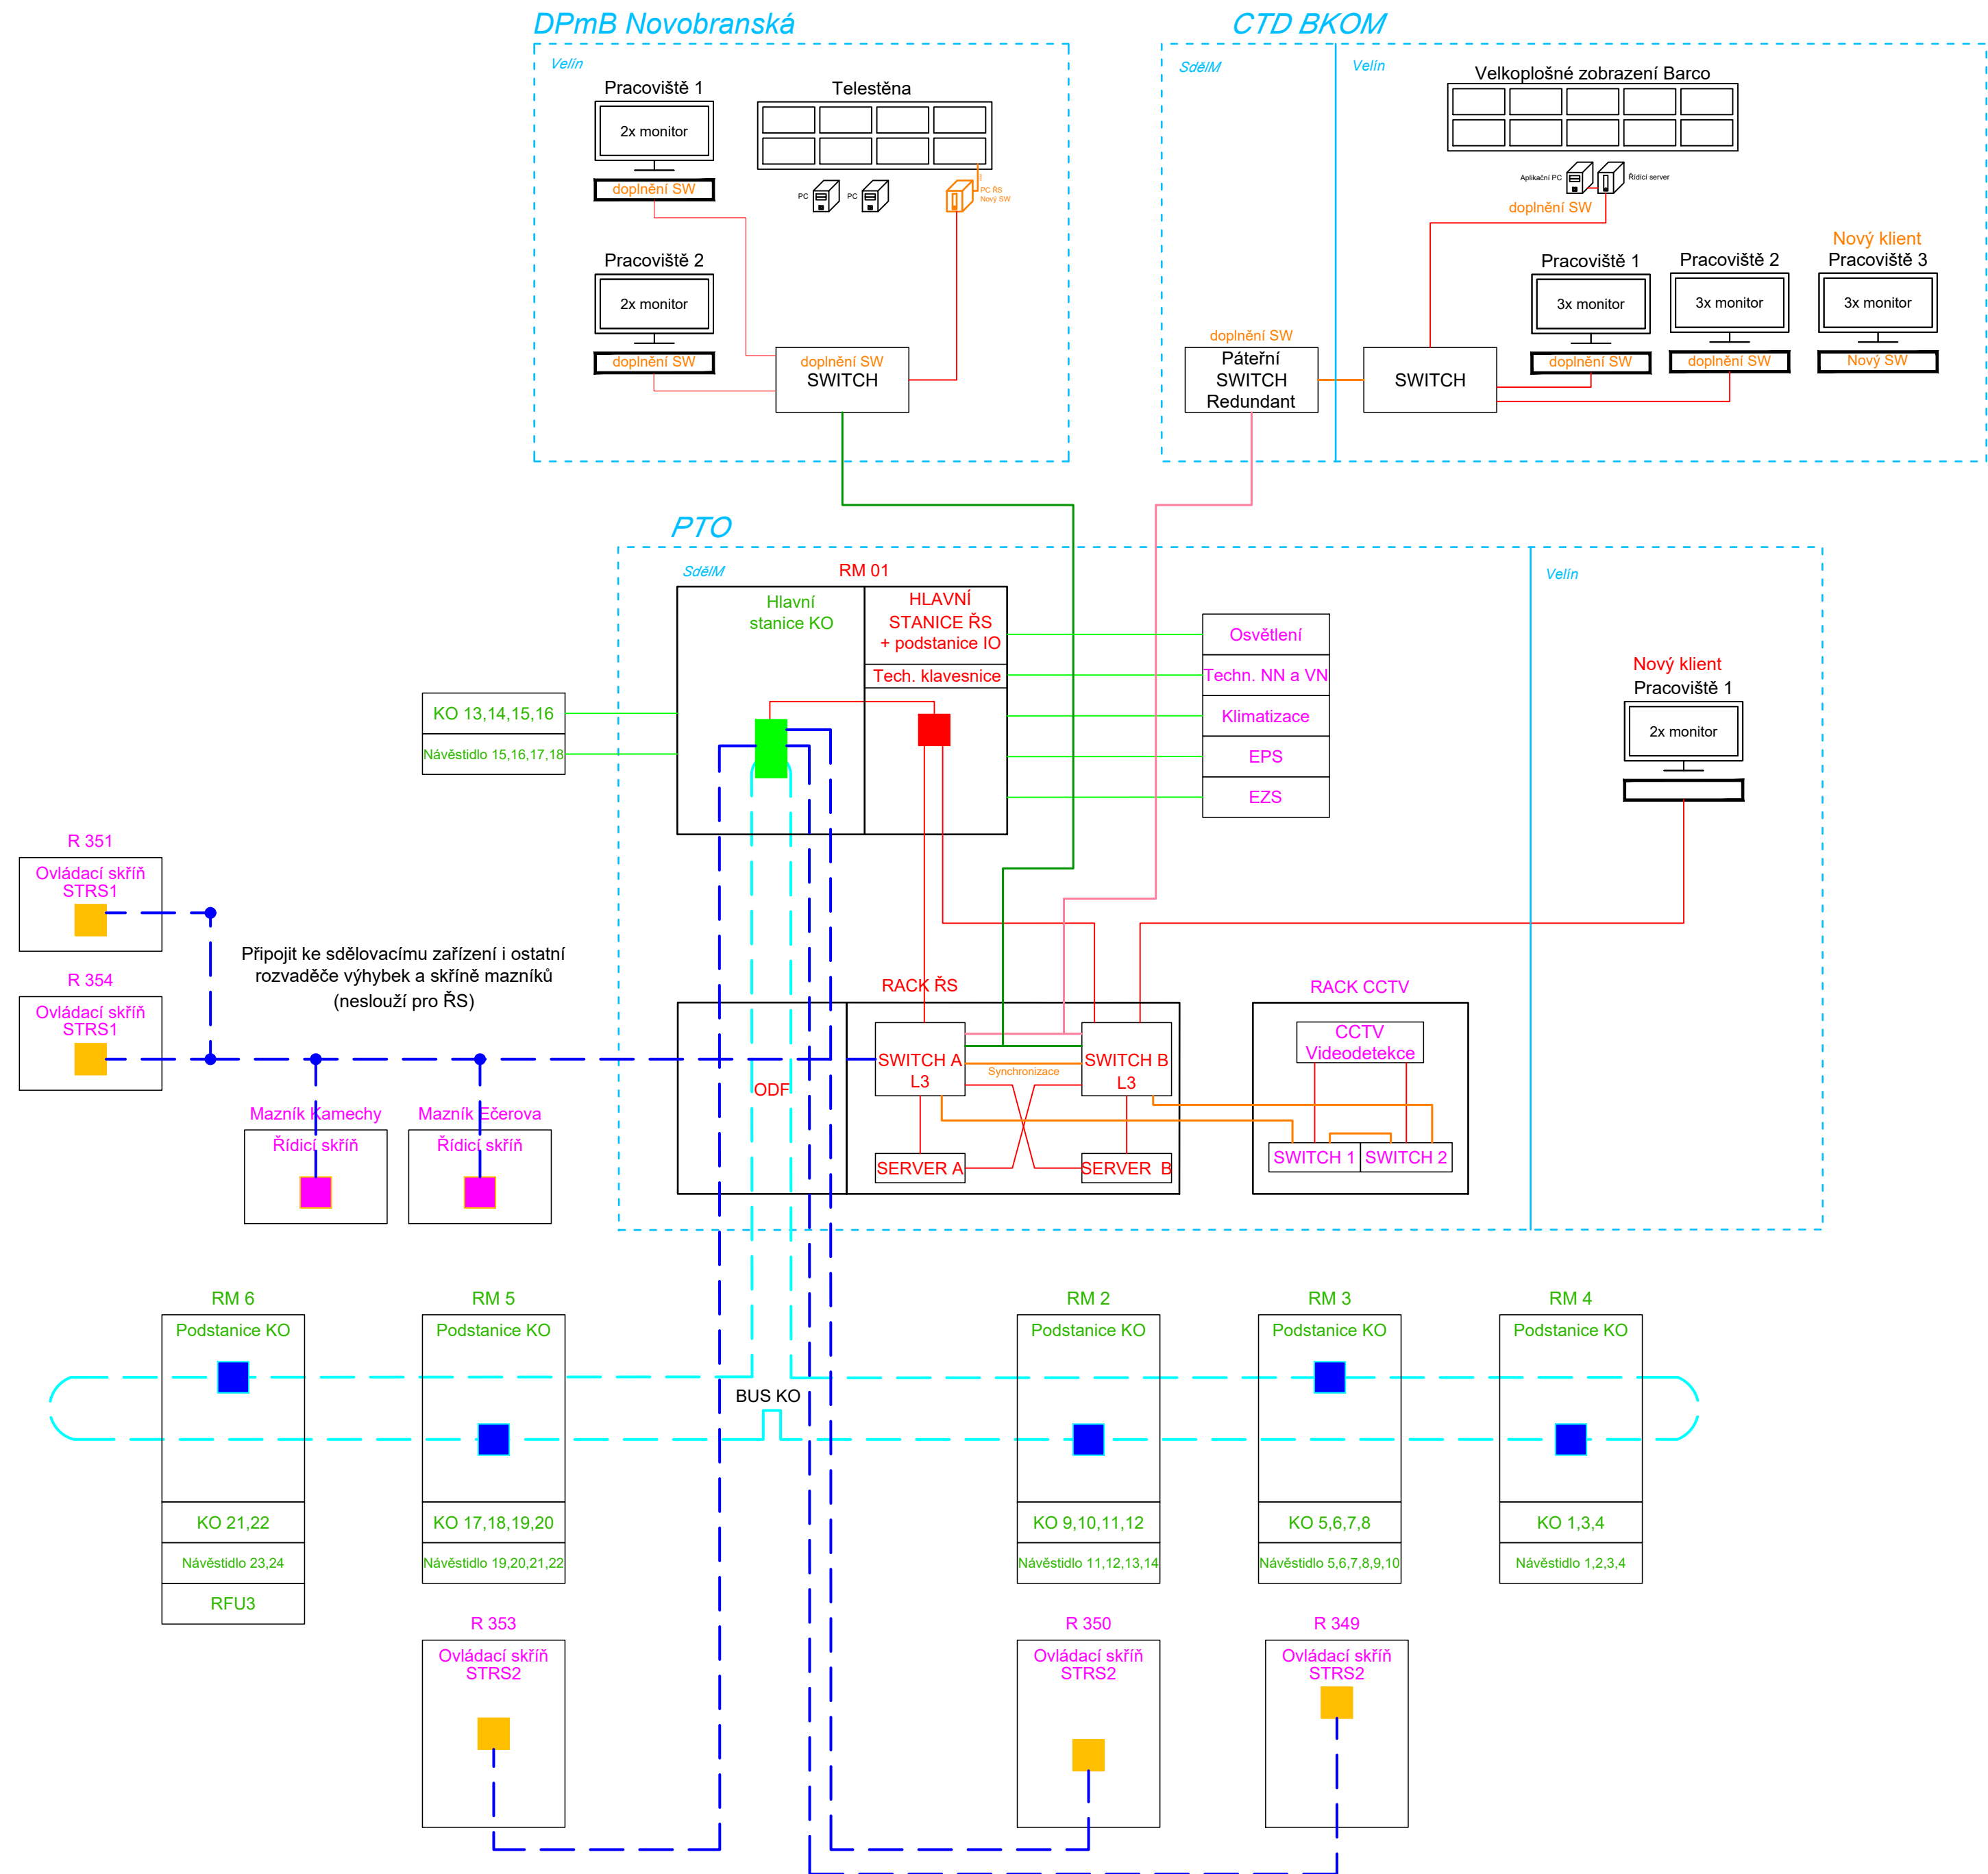 DPmB Novobranská
CTD BKOM
Velín
SdělM
Velín
Pracoviště 1
2x monitor
doplnění SW
Telestěna
PC
PC
PC ŘS
Nový SW
Pracoviště 2
2x monitor
doplnění SW
doplnění SW
SWITCH
Velkoplošné zobrazení Barco
Aplikační PC
Řídící server
doplnění SW
Nový klient
Pracoviště 1
Pracoviště 2
Pracoviště 3
3x monitor
3x monitor
3x monitor
doplnění SW
doplnění SW
Nový SW
doplnění SW
Páteřní
SWITCH
Redundant
SWITCH
PTO
SdělM
RM 01
Velín
Hlavní
stanice KO
HLAVNÍ
STANICE ŘS
+ podstanice IO
Tech. klavesnice
Osvětlení
Techn. NN a VN
Klimatizace
EPS
EZS
Nový klient
Pracoviště 1
2x monitor
KO 13,14,15,16
Návěstidlo 15,16,17,18
R 351
Ovládací skříň
STRS1
R 354
Ovládací skříň
STRS1
Připojit ke sdělovacímu zařízení i ostatní
rozvaděče výhybek a skříně mazníků
(neslouží pro ŘS)
Mazník Kamechy
Řídicí skříň
Mazník Ečerova
Řídicí skříň
RACK ŘS
ODF
SWITCH A
L3
Synchronizace
SWITCH B
L3
SERVER A
SERVER B
RACK CCTV
CCTV
Videodetekce
SWITCH 1
SWITCH 2
RM 6
Podstanice KO
KO 21,22
Návěstidlo 23,24
RFU3
RM 5
Podstanice KO
KO 17,18,19,20
Návěstidlo 19,20,21,22
BUS KO
RM 2
Podstanice KO
KO 9,10,11,12
Návěstidlo 11,12,13,14
RM 3
Podstanice KO
KO 5,6,7,8
Návěstidlo 5,6,7,8,9,10
RM 4
Podstanice KO
KO 1,3,4
Návěstidlo 1,2,3,4
R 353
Ovládací skříň
STRS2
R 350
Ovládací skříň
STRS2
R 349
Ovládací skříň
STRS2